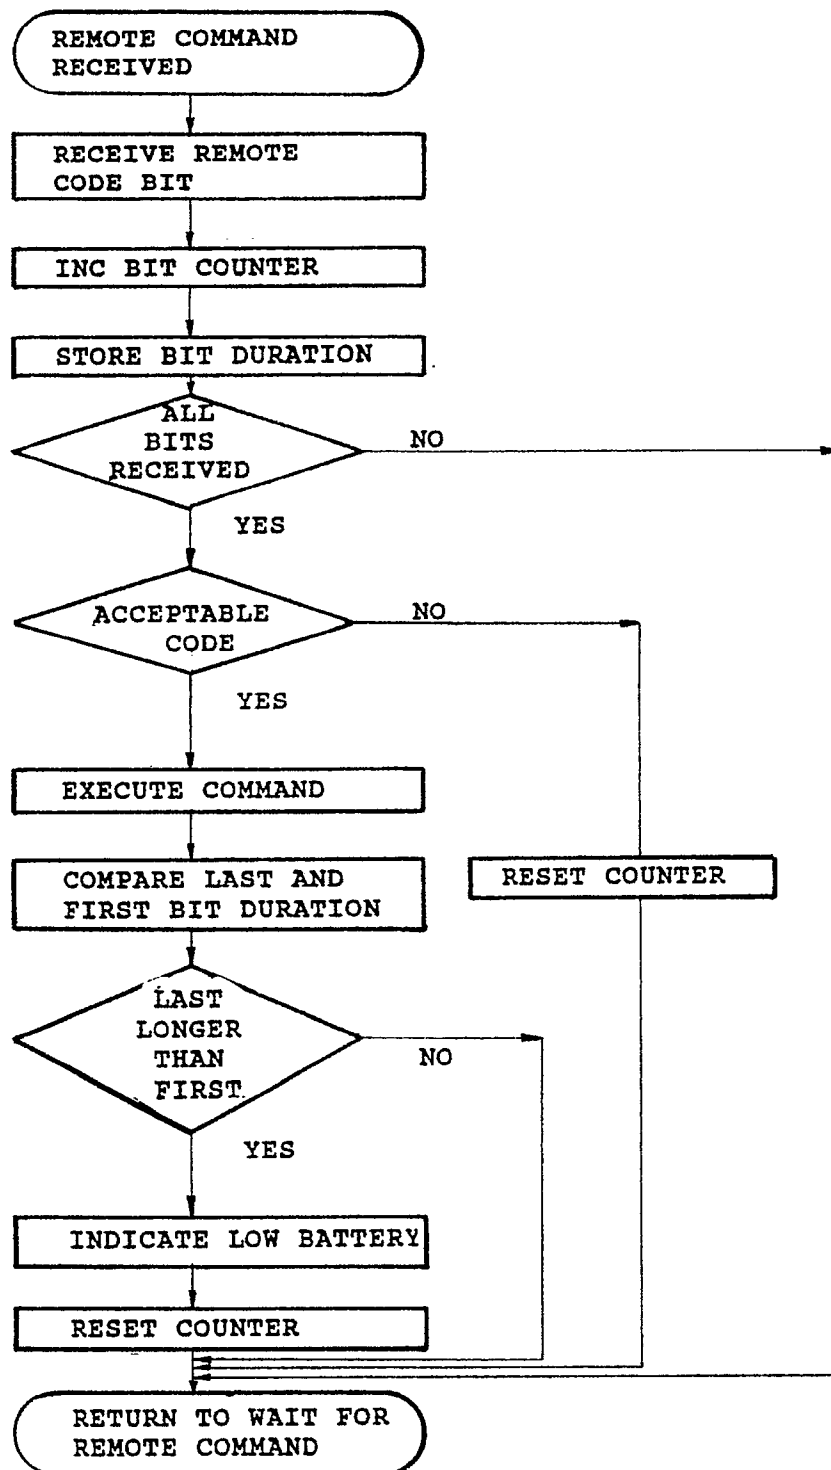 REMOTE COMMAND
RECEIVED
RECEIVE REMOTE
CODE BIT
INC BIT COUNTER
STORE BIT DURATION
ALL
BITS
RECEIVED
NO
YES
ACCEPTABLE
CODE
NO
YES
EXECUTE COMMAND
COMPARE LAST AND
FIRST BIT DURATION
RESET COUNTER
LAST
LONGER
THAN
FIRST
NO
YES
INDICATE LOW BATTERY
RESET COUNTER
RETURN TO WAIT FOR
REMOTE COMMAND